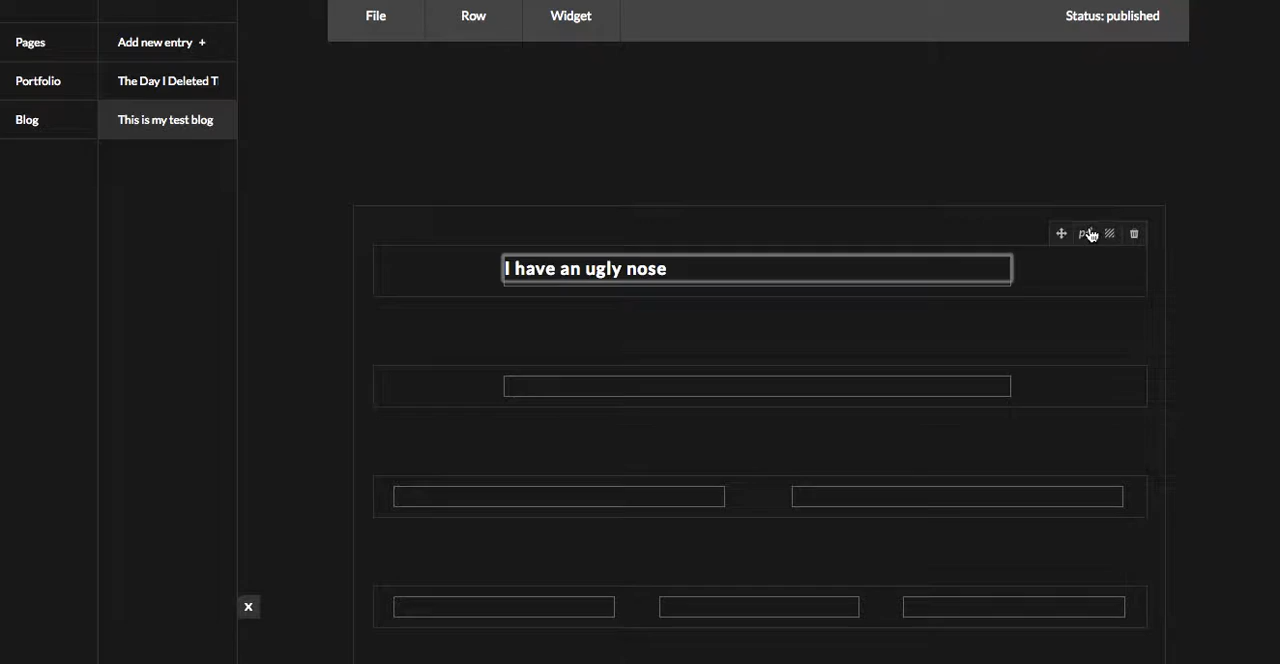 File
Row
Widget
Status: published
Pages
Add new entry +
Portfolio
The Day I Deleted T
Blog
This is my test blog
I have an ugly nose
x